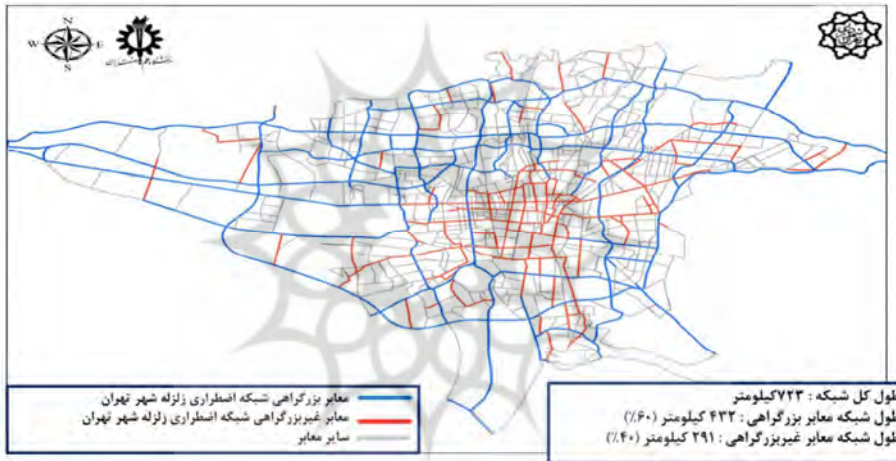 N
W E
S
معابر بزرگراهی شبکه اضطراری زلزله شهر تهران
معابر غیربزرگراهی شبکه اضطراری زلزله شهر تهران
سایر معابر
طول کل شبکه : ۷۲۳کیلومتر
طول شبکه معابر بزرگراهی : ۴۳۲ کیلومتر (۶۰٪)
طول شبکه معابر غیربزرگراهی : ۲۹۱ کیلومتر (۴۰٪)